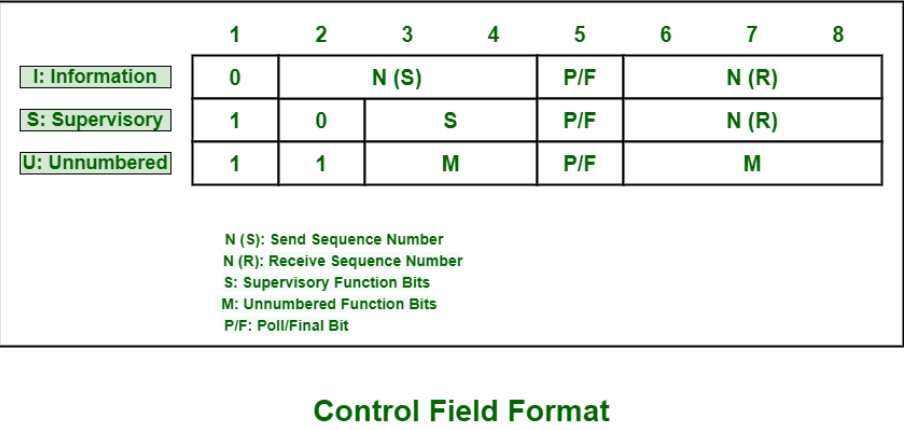 1 2 3 4 5 6 7 8
I: Information 0 N (S) P/F N (R)
S: Supervisory 1 0 S P/F N (R)
U: Unnumbered 1 1 M P/F M
N (S): Send Sequence Number
N (R): Receive Sequence Number
S: Supervisory Function Bits
M: Unnumbered Function Bits
P/F: Poll/Final Bit
Control Field Format